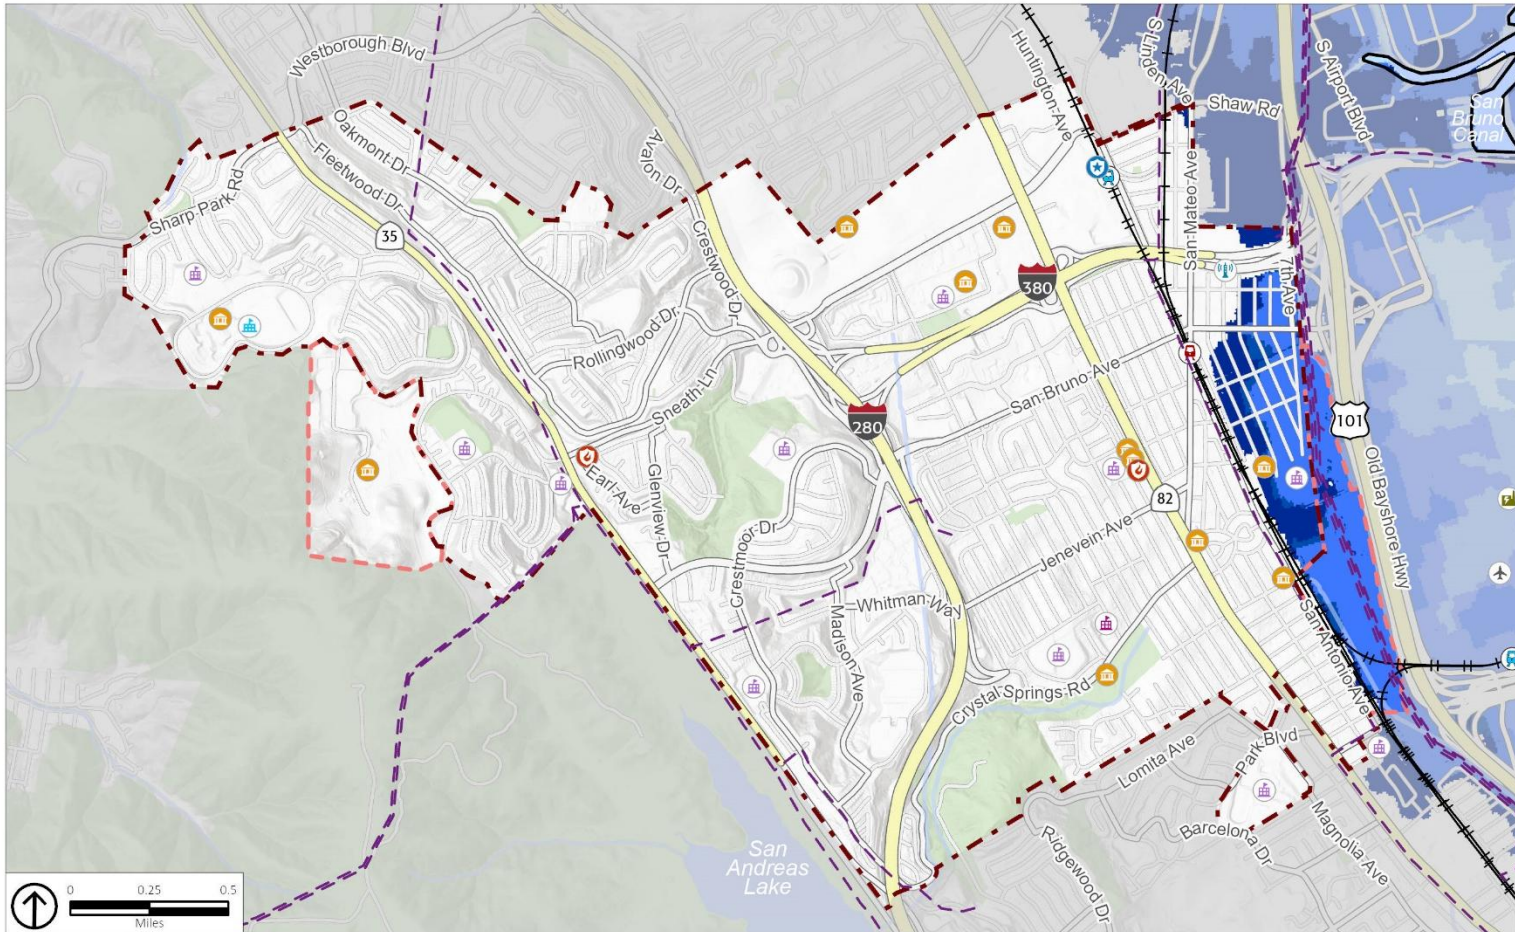 Westborough Blvd
Huntington Ave
S Linden Ave
Shaw Rd
S Airport Blvd
San
Bruno
Canal
Oakmont Dr
Avalon Dr
Fleetwood Dr
Sharp Park Rd
35
San Mateo Ave
Crestwood Dr
7th Ave
380
Rollingwood Dr
Sneath Ln
San Bruno Ave
280
101
Old Bayshore Hwy
Earl Ave
Glenview Dr
82
Crestmoor Dr
Jenevein Ave
Whitman Way
Madison Ave
San Antonio Ave
Crystal Springs Rd
Lomita Ave
Park Blvd
Magnolia Ave
Barcelona Dr
Ridgewood Dr
San
Andreas
Lake
0 0.25 0.5
Miles